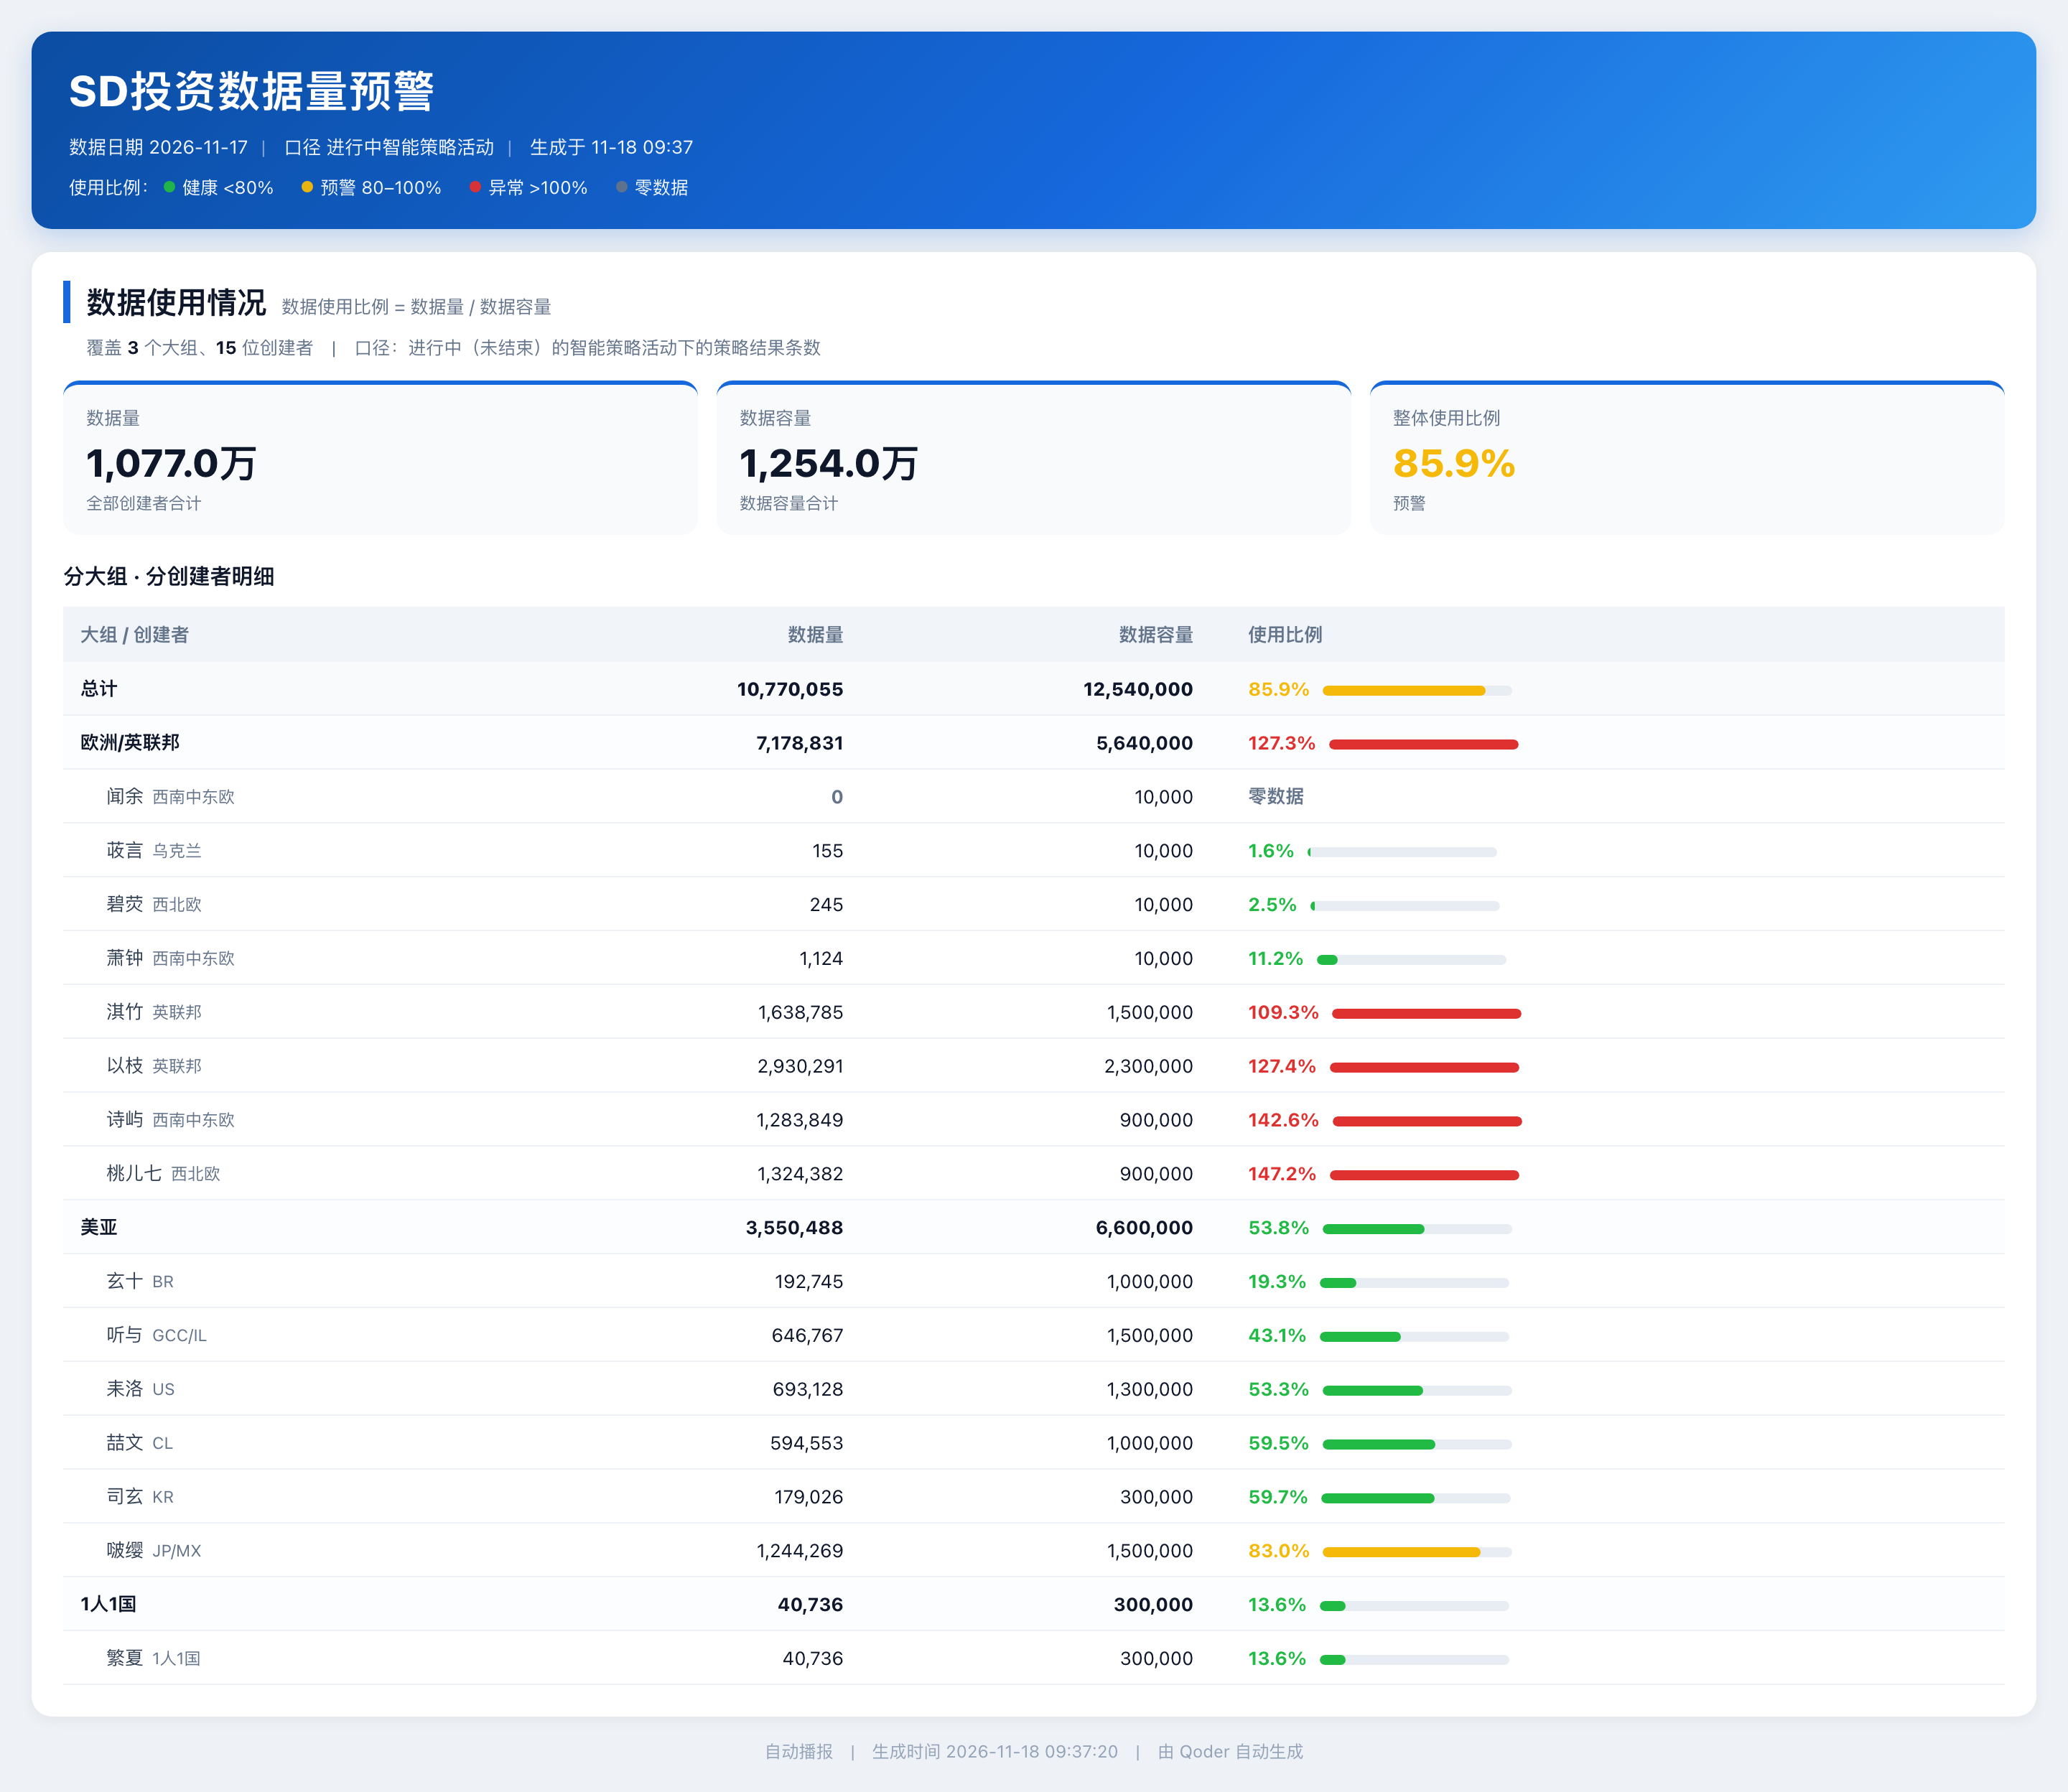 SD投资数据量预警
数据日期 2026-11-17 | 口径 进行中智能策略活动 | 生成于 11-18 09:37
使用比例： 健康 <80% 预警 80–100% 异常 >100% 零数据
数据使用情况 数据使用比例 = 数据量 / 数据容量
覆盖 3 个大组、15 位创建者 | 口径：进行中（未结束）的智能策略活动下的策略结果条数
数据量 数据容量 整体使用比例
1,077.0万 1,254.0万 85.9%
全部创建者合计 数据容量合计 预警
分大组 · 分创建者明细
大组 / 创建者 数据量 数据容量 使用比例
总计 10,770,055 12,540,000 85.9%
欧洲/英联邦 7,178,831 5,640,000 127.3%
闻余 西南中东欧 0 10,000 零数据
荍言 乌克兰 155 10,000 1.6%
碧荧 西北欧 245 10,000 2.5%
萧钟 西南中东欧 1,124 10,000 11.2%
淇竹 英联邦 1,638,785 1,500,000 109.3%
以枝 英联邦 2,930,291 2,300,000 127.4%
诗屿 西南中东欧 1,283,849 900,000 142.6%
桃儿七 西北欧 1,324,382 900,000 147.2%
美亚 3,550,488 6,600,000 53.8%
玄十 BR 192,745 1,000,000 19.3%
听与 GCC/IL 646,767 1,500,000 43.1%
耒洛 US 693,128 1,300,000 53.3%
喆文 CL 594,553 1,000,000 59.5%
司玄 KR 179,026 300,000 59.7%
啵缨 JP/MX 1,244,269 1,500,000 83.0%
1人1国 40,736 300,000 13.6%
繁夏 1人1国 40,736 300,000 13.6%
自动播报 | 生成时间 2026-11-18 09:37:20 | 由 Qoder 自动生成